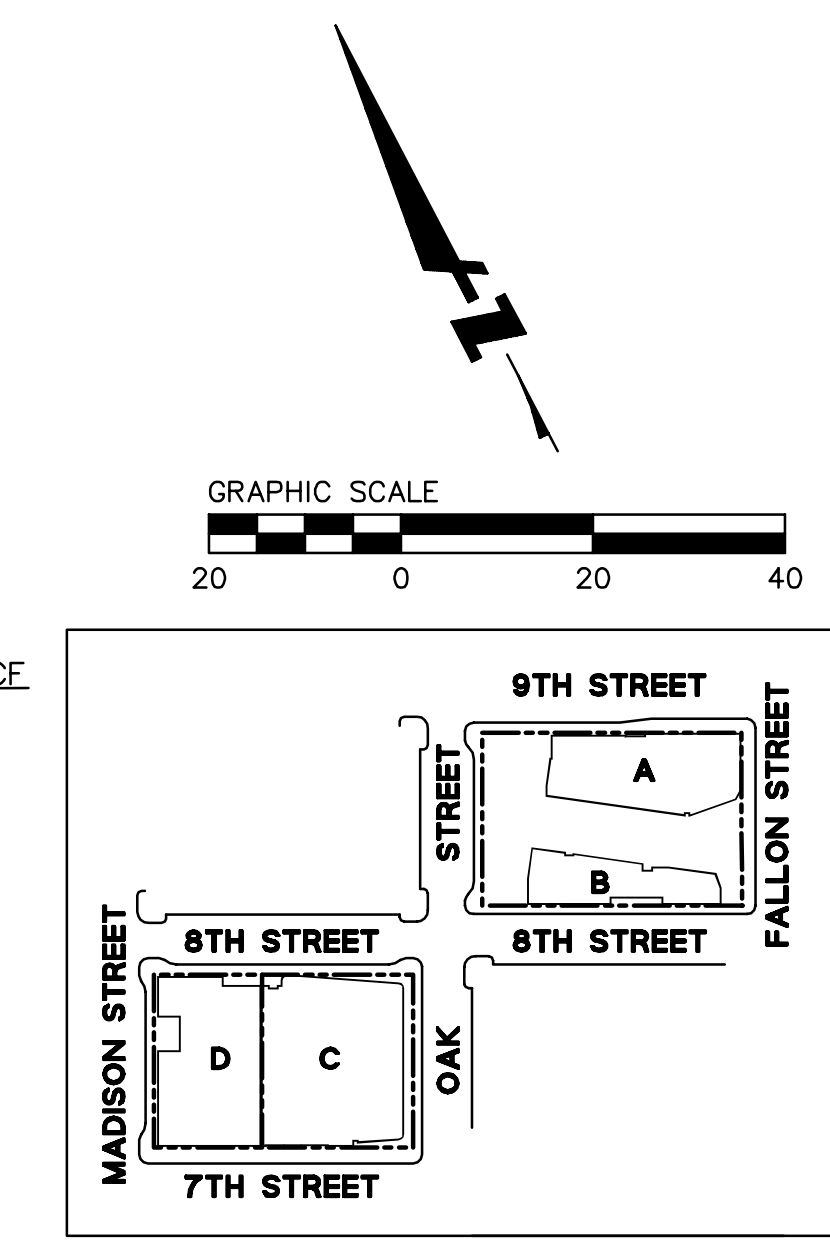 N
GRAPHIC SCALE
20 0 20 40
9TH STREET
STREET
FALLON STREET
A
B
8TH STREET
8TH STREET
MADISON STREET
D
C
OAK
7TH STREET